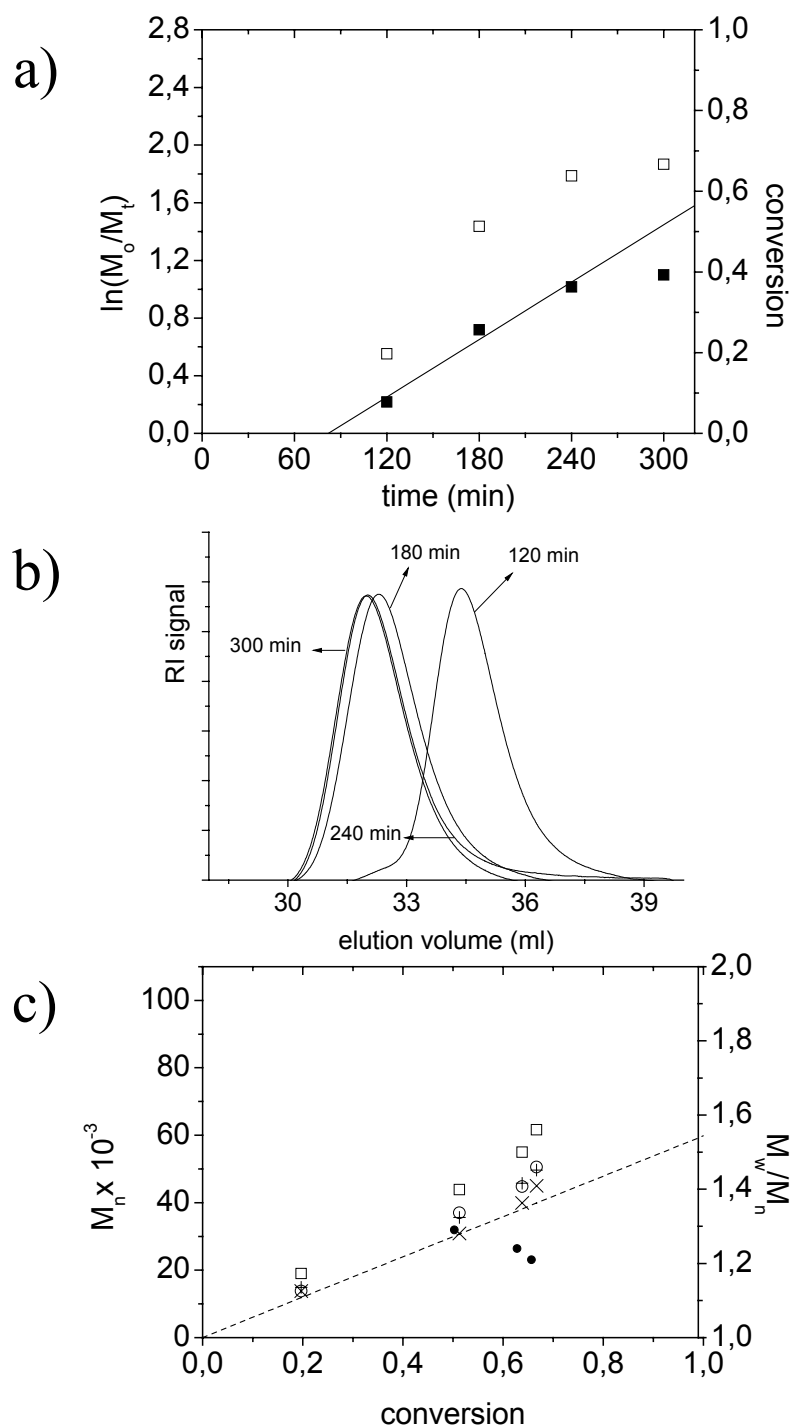 a)
2,8
2,4
2,0
1,6
1,2
0,8
0,4
0,0
ln(Mo/Mt)
1,0
0,8
0,6
0,4
0,2
0,0
conversion
0 60 120 180 240 300
time (min)
b)
RI signal
180 min
120 min
300 min
240 min
30 33 36 39
elution volume (ml)
c)
100
80
60
40
20
0
Mn x 10-3
2,0
1,8
1,6
1,4
1,2
1,0
Mw/Mn
0,0 0,2 0,4 0,6 0,8 1,0
conversion